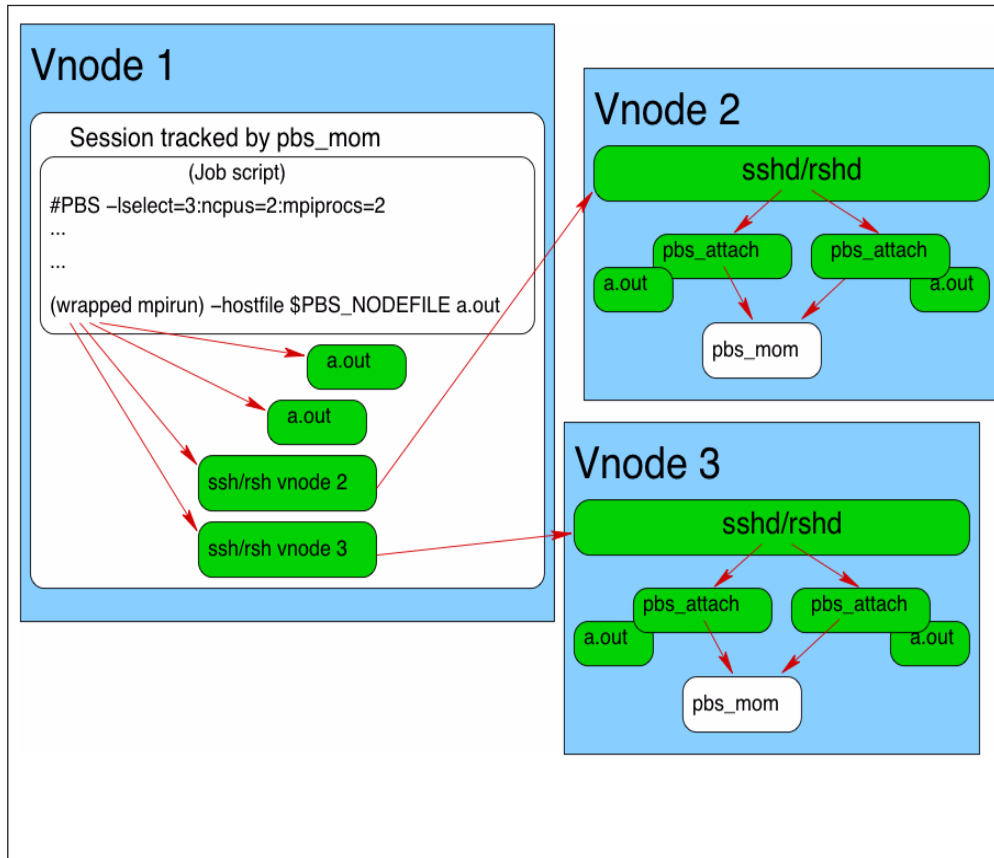 Vnode 1
Session tracked by pbs_mom
(Job script)
#PBS –lselect=3:ncpus=2:mpiprocs=2
...
...
(wrapped mpirun) –hostfile $PBS_NODEFILE a.out
a.out
a.out
ssh/rsh vnode 2
ssh/rsh vnode 3
Vnode 2
sshd/rshd
pbs_attach
pbs_attach
a.out
a.out
pbs_mom
Vnode 3
sshd/rshd
pbs_attach
pbs_attach
a.out
a.out
pbs_mom